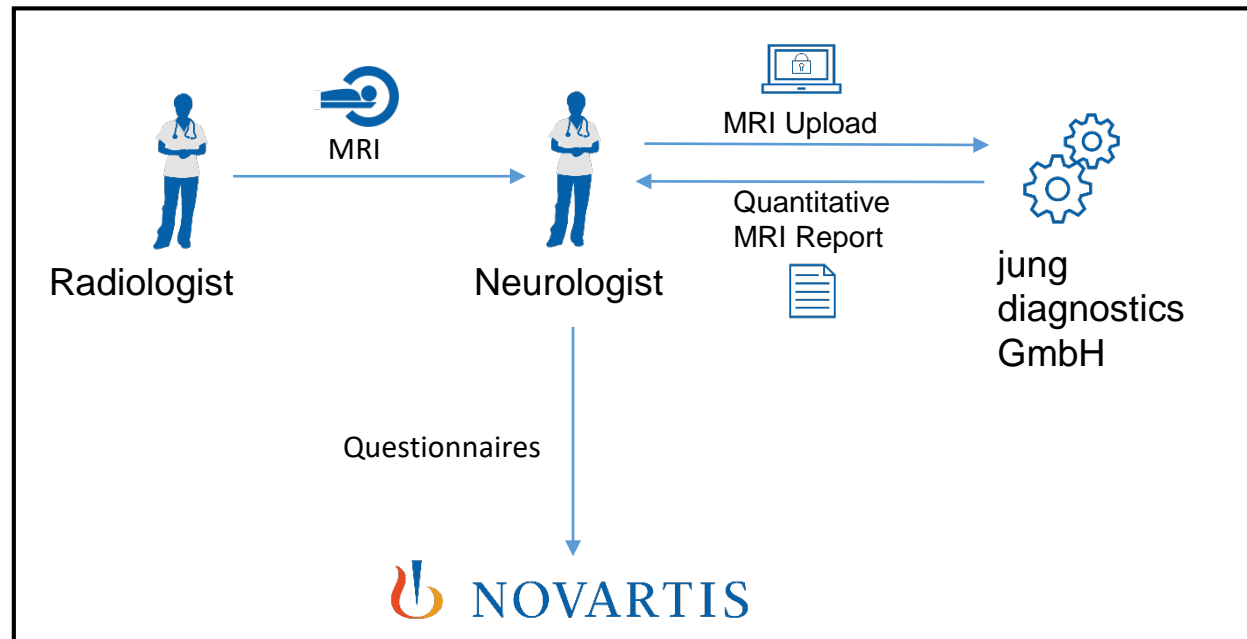 MRI
MRI Upload
Quantitative
MRI Report
Radiologist
Neurologist
jung
diagnostics
GmbH
Questionnaires
NOVARTIS